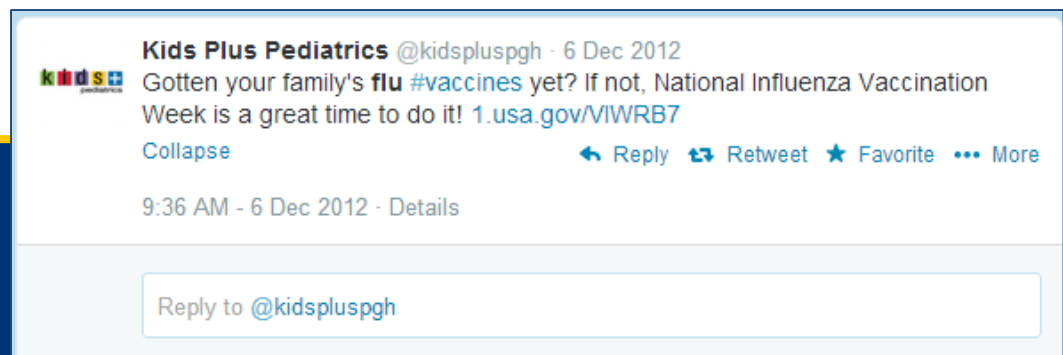 Kids Plus Pediatrics @kidspluspgh · 6 Dec 2012
kids+
pediatrics
Gotten your family's flu #vaccines yet? If not, National Influenza Vaccination
Week is a great time to do it! 1.usa.gov/VlWRB7
Collapse Reply Retweet Favorite More
9:36 AM - 6 Dec 2012 · Details
Reply to @kidspluspgh